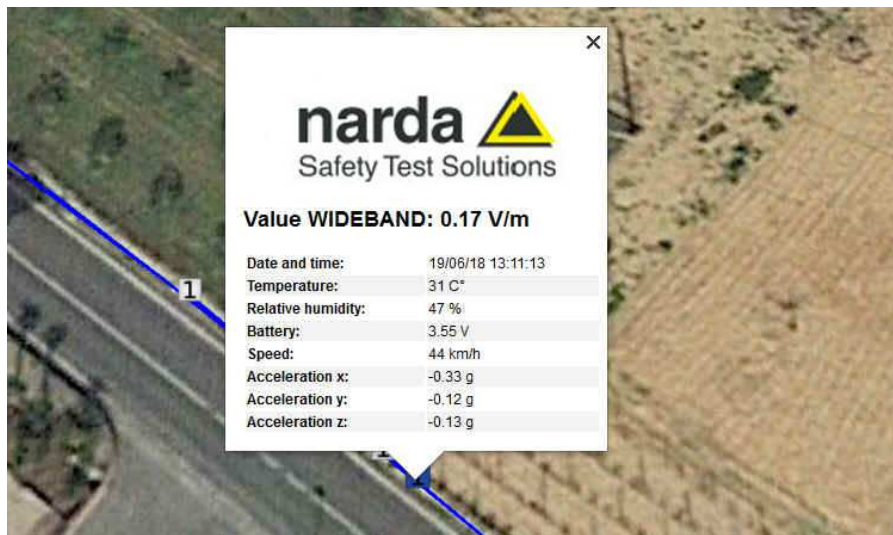 ×
narda
Safety Test Solutions
Value WIDEBAND: 0.17 V/m
Date and time: 19/06/18 13:11:13
Temperature: 31 C°
Relative humidity: 47 %
Battery: 3.55 V
Speed: 44 km/h
Acceleration x: -0.33 g
Acceleration y: -0.12 g
Acceleration z: -0.13 g
1
1
1